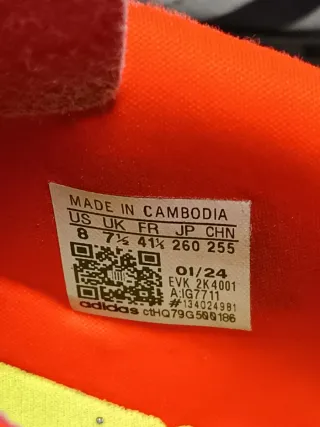 MADE IN CAMBODIA
US UK FR JP CHN
8 7½ 41⅓ 260 255
01/24
EVK 2K4001
A:IG7711
#134024981
adidas ctHQ79G500186